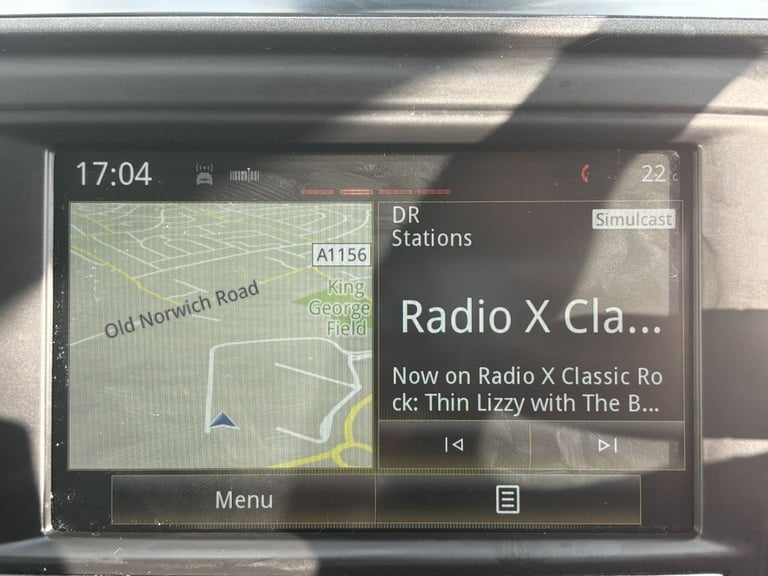 17:04
22°C
DR
Stations
Simulcast
A1156
Old Norwich Road
King
George
Field
Radio X Cla...
Now on Radio X Classic Ro
ck: Thin Lizzy with The B...
Menu